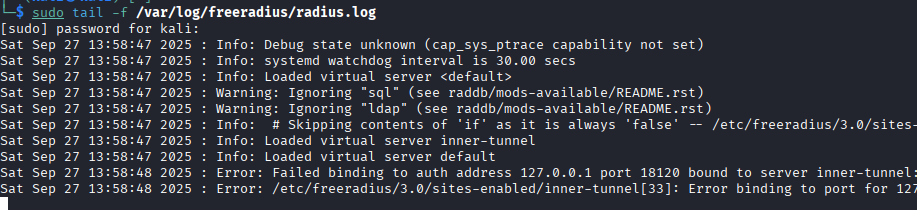 $ sudo tail -f /var/log/freeradius/radius.log
[sudo] password for kali:
Sat Sep 27 13:58:47 2025 : Info: Debug state unknown (cap_sys_ptrace capability not set)
Sat Sep 27 13:58:47 2025 : Info: systemd watchdog interval is 30.00 secs
Sat Sep 27 13:58:47 2025 : Info: Loaded virtual server <default>
Sat Sep 27 13:58:47 2025 : Warning: Ignoring "sql" (see raddb/mods-available/README.rst)
Sat Sep 27 13:58:47 2025 : Warning: Ignoring "ldap" (see raddb/mods-available/README.rst)
Sat Sep 27 13:58:47 2025 : Info:  # Skipping contents of 'if' as it is always 'false' -- /etc/freeradius/3.0/sites-
Sat Sep 27 13:58:47 2025 : Info: Loaded virtual server inner-tunnel
Sat Sep 27 13:58:47 2025 : Info: Loaded virtual server default
Sat Sep 27 13:58:48 2025 : Error: Failed binding to auth address 127.0.0.1 port 18120 bound to server inner-tunnel:
Sat Sep 27 13:58:48 2025 : Error: /etc/freeradius/3.0/sites-enabled/inner-tunnel[33]: Error binding to port for 127